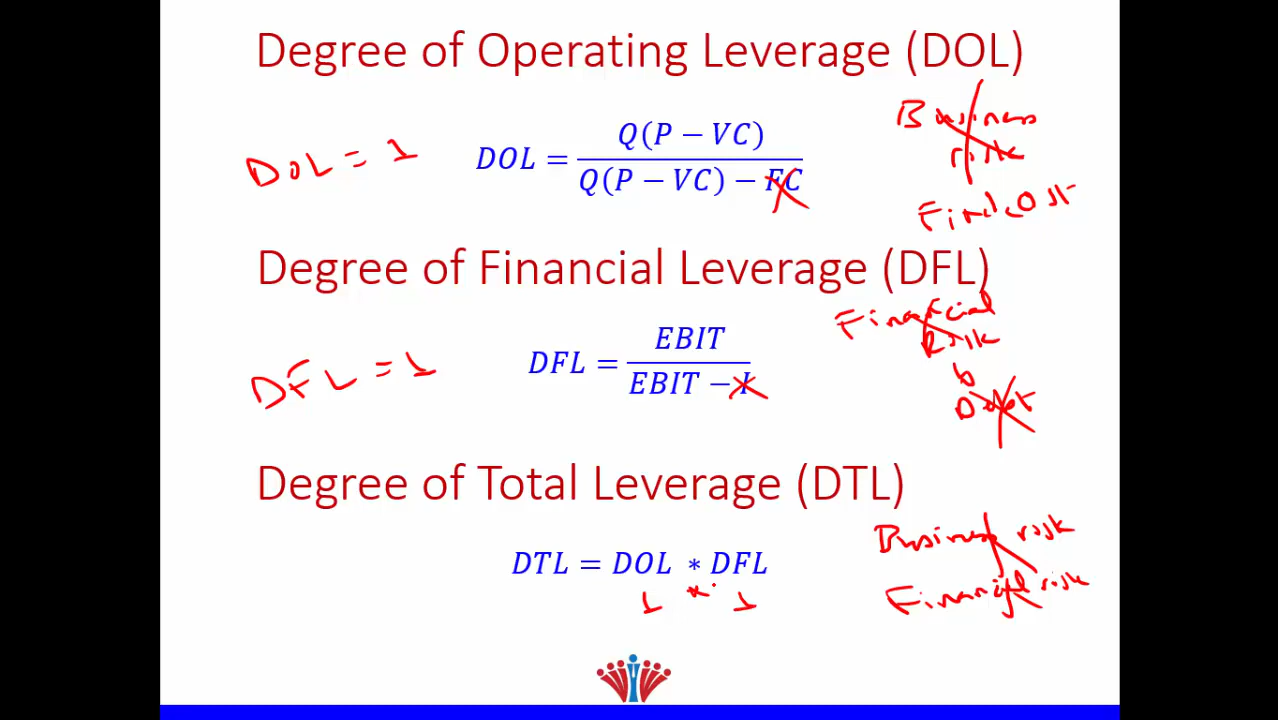 Degree of Operating Leverage (DOL)
DOL = 1
DOL = Q(P − VC) / Q(P − VC) − FC
Business
risk
Fixed cost
Degree of Financial Leverage (DFL)
Financial
Risk
DFL = 1
DFL = EBIT / EBIT − I
Debt
Degree of Total Leverage (DTL)
Business risk
DTL = DOL * DFL
Financial risk
1 * 1